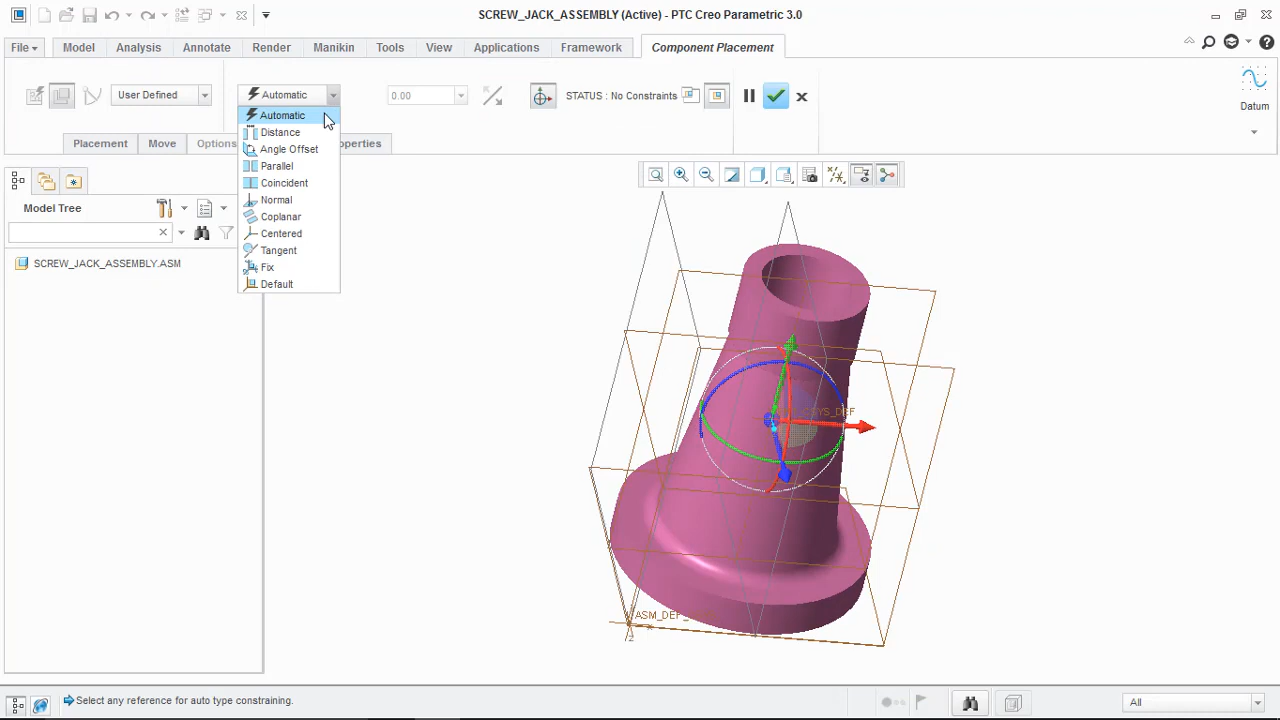 SCREW_JACK_ASSEMBLY (Active) - PTC Creo Parametric 3.0
File Model Analysis Annotate Render Manikin Tools View Applications Framework Component Placement
User Defined
Automatic
0.00
STATUS : No Constraints
Datum
Automatic
Distance
Angle Offset
Parallel
Coincident
Normal
Coplanar
Centered
Tangent
Fix
Default
Placement Move Options operties
Model Tree
SCREW_JACK_ASSEMBLY.ASM
CSYS_DEF
ASM_DEF_
Z
Select any reference for auto type constraining.
All